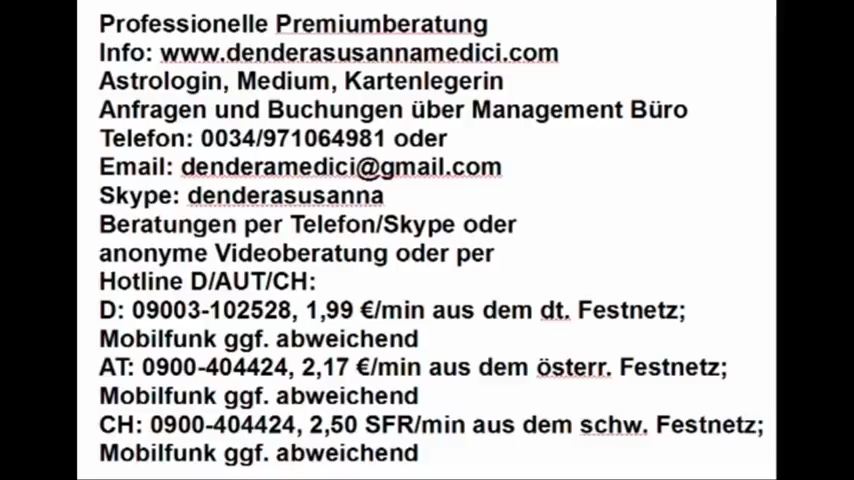 Professionelle Premiumberatung
Info: www.denderasusannamedici.com
Astrologin, Medium, Kartenlegerin
Anfragen und Buchungen über Management Büro
Telefon: 0034/971064981 oder
Email: denderamedici@gmail.com
Skype: denderasusanna
Beratungen per Telefon/Skype oder
anonyme Videoberatung oder per
Hotline D/AUT/CH:
D: 09003-102528, 1,99 €/min aus dem dt. Festnetz;
Mobilfunk ggf. abweichend
AT: 0900-404424, 2,17 €/min aus dem österr. Festnetz;
Mobilfunk ggf. abweichend
CH: 0900-404424, 2,50 SFR/min aus dem schw. Festnetz;
Mobilfunk ggf. abweichend